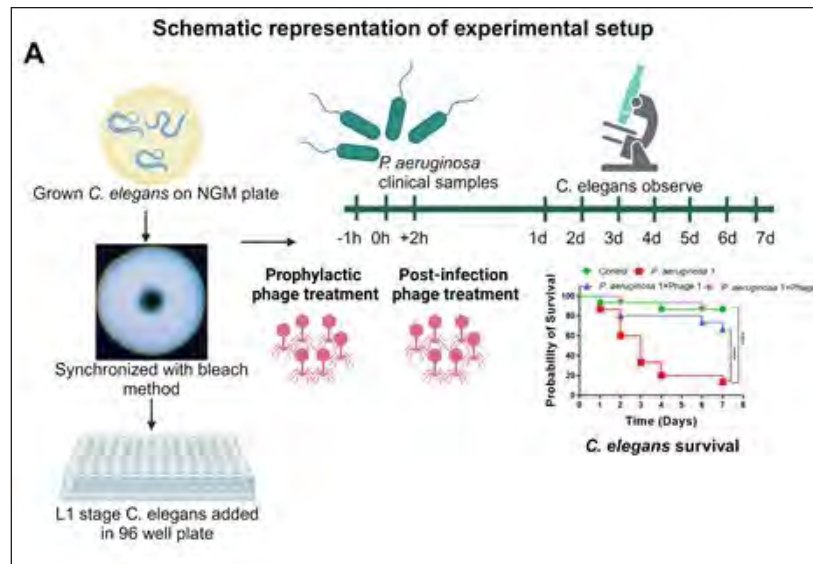 Schematic representation of experimental setup
A
Grown C. elegans on NGM plate
Synchronized with bleach
method
L1 stage C. elegans added
in 96 well plate
P. aeruginosa
clinical samples
C. elegans observe
-1h 0h +2h 1d 2d 3d 4d 5d 6d 7d
Prophylactic
phage treatment
Post-infection
phage treatment
Control P. aeruginosa 1
P. aeruginosa 1+Phage 1 P. aeruginosa 1+Phage
Probability of Survival
100
80
60
40
20
0
0 1 2 3 4 5 6 7 8
Time (Days)
C. elegans survival